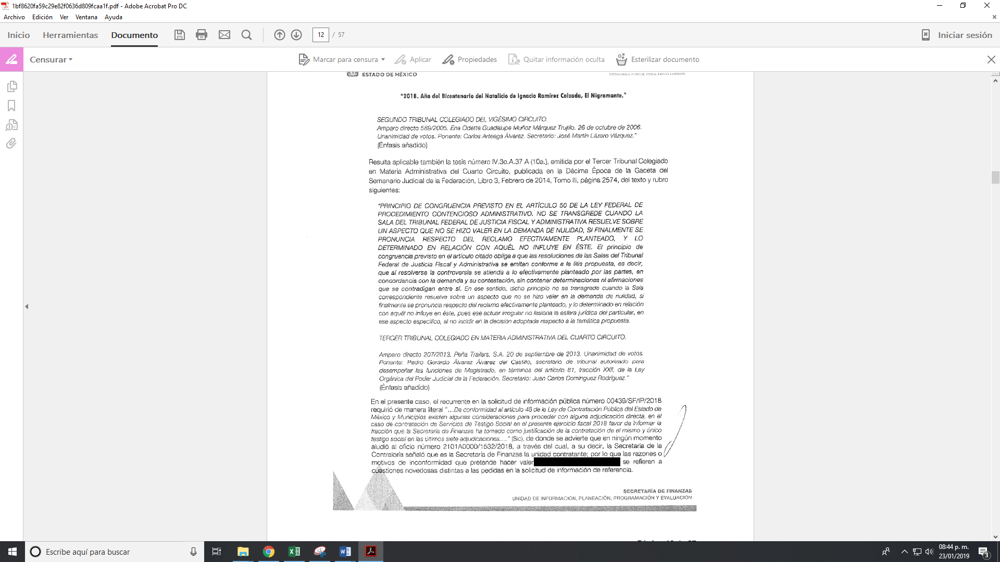 1bf8620fa59c29e82f0636d809fcaa1f.pdf - Adobe Acrobat Pro DC
Archivo Edición Ver Ventana Ayuda
Inicio Herramientas Documento 12 / 57 Iniciar sesión
Censurar Marcar para censura Aplicar Propiedades Quitar información oculta Esterilizar documento
ESTADO DE MÉXICO
"2018. Año del Bicentenario del Natalicio de Ignacio Ramírez Calzada, El Nigromante."
SEGUNDO TRIBUNAL COLEGIADO DEL VIGÉSIMO CIRCUITO.
Amparo directo 589/2005. Ena Odette Guadalupe Muñoz Márquez Trujillo. 26 de octubre de 2006.
Unanimidad de votos. Ponente: Carlos Arteaga Álvarez. Secretario: José Martín Lázaro Vázquez."
(Énfasis añadido)
Resulta aplicable también la tesis número IV.3o.A.37 A (10a.), emitida por el Tercer Tribunal Colegiado
en Materia Administrativa del Cuarto Circuito, publicada en la Décima Época de la Gaceta del
Semanario Judicial de la Federación, Libro 3, Febrero de 2014, Tomo III, página 2574, del texto y rubro
siguientes:
"PRINCIPIO DE CONGRUENCIA PREVISTO EN EL ARTÍCULO 50 DE LA LEY FEDERAL DE
PROCEDIMIENTO CONTENCIOSO ADMINISTRATIVO. NO SE TRANSGREDE CUANDO LA
SALA DEL TRIBUNAL FEDERAL DE JUSTICIA FISCAL Y ADMINISTRATIVA RESUELVE SOBRE
UN ASPECTO QUE NO SE HIZO VALER EN LA DEMANDA DE NULIDAD, SI FINALMENTE SE
PRONUNCIA RESPECTO DEL RECLAMO EFECTIVAMENTE PLANTEADO, Y LO
DETERMINADO EN RELACIÓN CON AQUÉL NO INFLUYE EN ÉSTE. El principio de
congruencia previsto en el artículo citado obliga a que las resoluciones de las Salas del Tribunal
Federal de Justicia Fiscal y Administrativa se emitan conforme a la litis propuesta, es decir,
que al resolverse la controversia se atienda a lo efectivamente planteado por las partes, en
concordancia con la demanda y su contestación, sin contener determinaciones ni afirmaciones
que se contradigan entre sí. En ese sentido, dicho principio no se transgrede cuando la Sala
correspondiente resuelve sobre un aspecto que no se hizo valer en la demanda de nulidad, si
finalmente se pronuncia respecto del reclamo efectivamente planteado, y lo determinado en relación
con aquél no influye en éste, pues ese actuar irregular no lesiona la esfera jurídica del particular, en
ese aspecto específico, al no incidir en la decisión adoptada respecto a la temática propuesta.
TERCER TRIBUNAL COLEGIADO EN MATERIA ADMINISTRATIVA DEL CUARTO CIRCUITO.
Amparo directo 207/2013. Peña Trailers, S.A. 20 de septiembre de 2013. Unanimidad de votos.
Ponente: Pedro Gerardo Álvarez Álvarez del Castillo, secretario de tribunal autorizado para
desempeñar las funciones de Magistrado, en términos del artículo 81, fracción XXII, de la Ley
Orgánica del Poder Judicial de la Federación. Secretario: Juan Carlos Domínguez Rodríguez."
(Énfasis añadido)
En el presente caso, el recurrente en la solicitud de información pública número 00439/SF/IP/2018
requirió de manera literal "...De conformidad al artículo 48 de la Ley de Contratación Pública del Estado de
México y Municipios existen algunas consideraciones para proceder con alguna adjudicación directa, en el
caso de contratación de Servicios de Testigo Social en el presente ejercicio fiscal 2018 favor de informar la
fracción que la Secretaría de Finanzas ha tomado como justificación de la contratación de el mismo y único
testigo social en las últimos siete adjudicaciones...." (Sic), de donde se advierte que en ningún momento
aludió al oficio número 2101A0000/1532/2018, a través del cual, a su decir, la Secretaría de la
Contraloría señaló que es la Secretaría de Finanzas la unidad contratante; por lo que las razones o
motivos de inconformidad que pretende hacer valer se refieren a
cuestiones novedosas distintas a las pedidas en la solicitud de información de referencia.
SECRETARÍA DE FINANZAS
UNIDAD DE INFORMACIÓN, PLANEACIÓN, PROGRAMACIÓN Y EVALUACIÓN
Escribe aquí para buscar
08:44 p. m.
23/01/2019
3